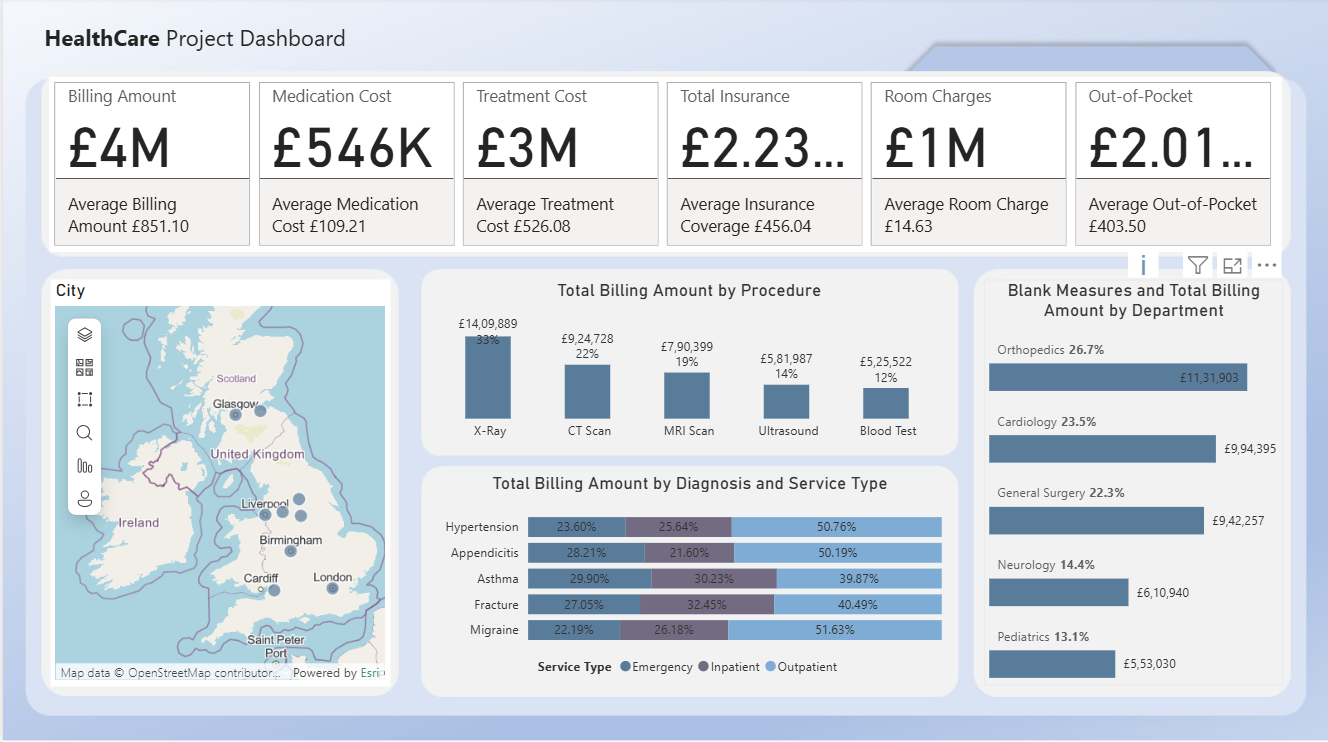 HealthCare Project Dashboard
Billing Amount
£4M
Average Billing
Amount £851.10
Medication Cost
£546K
Average Medication
Cost £109.21
Treatment Cost
£3M
Average Treatment
Cost £526.08
Total Insurance
£2.23...
Average Insurance
Coverage £456.04
Room Charges
£1M
Average Room Charge
£14.63
Out-of-Pocket
£2.01...
Average Out-of-Pocket
£403.50
City
Scotland
Glasgow
United Kingdom
Liverpool
Ireland
Birmingham
Cardiff
London
Saint Peter
Port
Map data © OpenStreetMap contributor... Powered by Esri
Total Billing Amount by Procedure
£14,09,889
33%
£9,24,728
22%
£7,90,399
19%
£5,81,987
14%
£5,25,522
12%
X-Ray
CT Scan
MRI Scan
Ultrasound
Blood Test
Total Billing Amount by Diagnosis and Service Type
Hypertension 23.60% 25.64% 50.76%
Appendicitis 28.21% 21.60% 50.19%
Asthma 29.90% 30.23% 39.87%
Fracture 27.05% 32.45% 40.49%
Migraine 22.19% 26.18% 51.63%
Service Type Emergency Inpatient Outpatient
Blank Measures and Total Billing
Amount by Department
Orthopedics 26.7%
£11,31,903
Cardiology 23.5%
£9,94,395
General Surgery 22.3%
£9,42,257
Neurology 14.4%
£6,10,940
Pediatrics 13.1%
£5,53,030